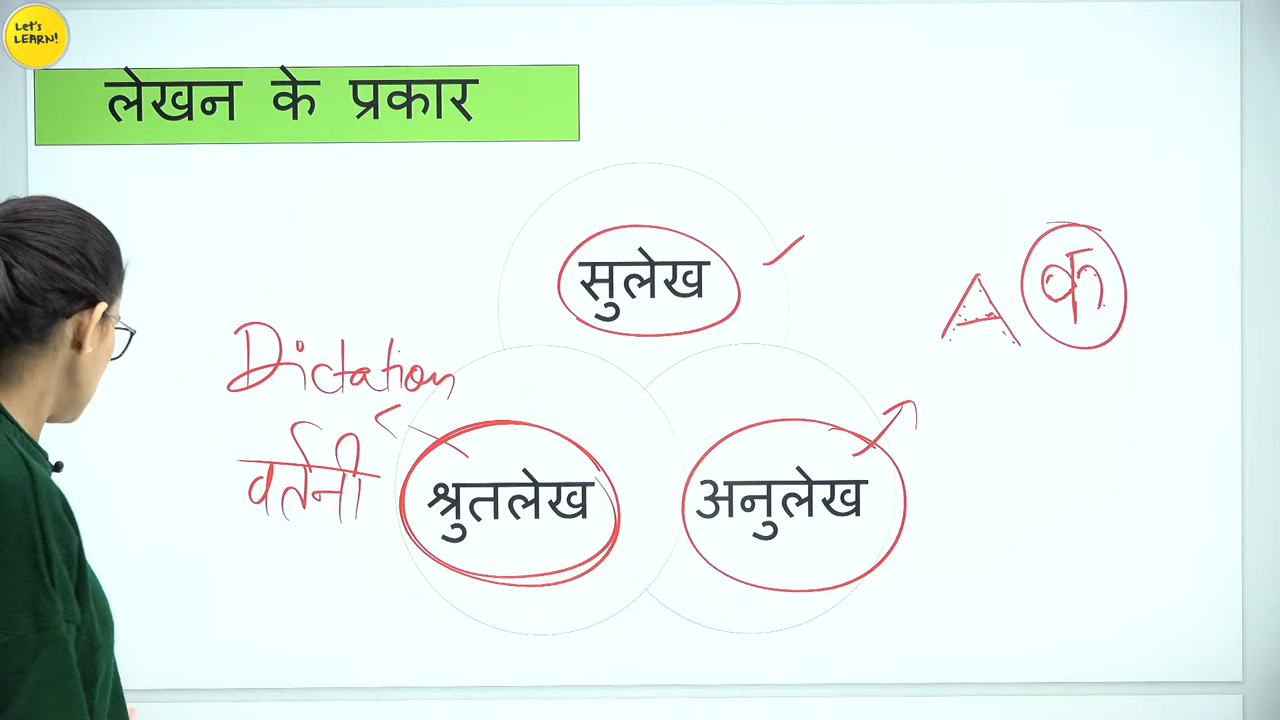 Let's
LEARN!
लेखन के प्रकार
सुलेख
A क
Dictation
वर्तनी
श्रुतलेख
अनुलेख